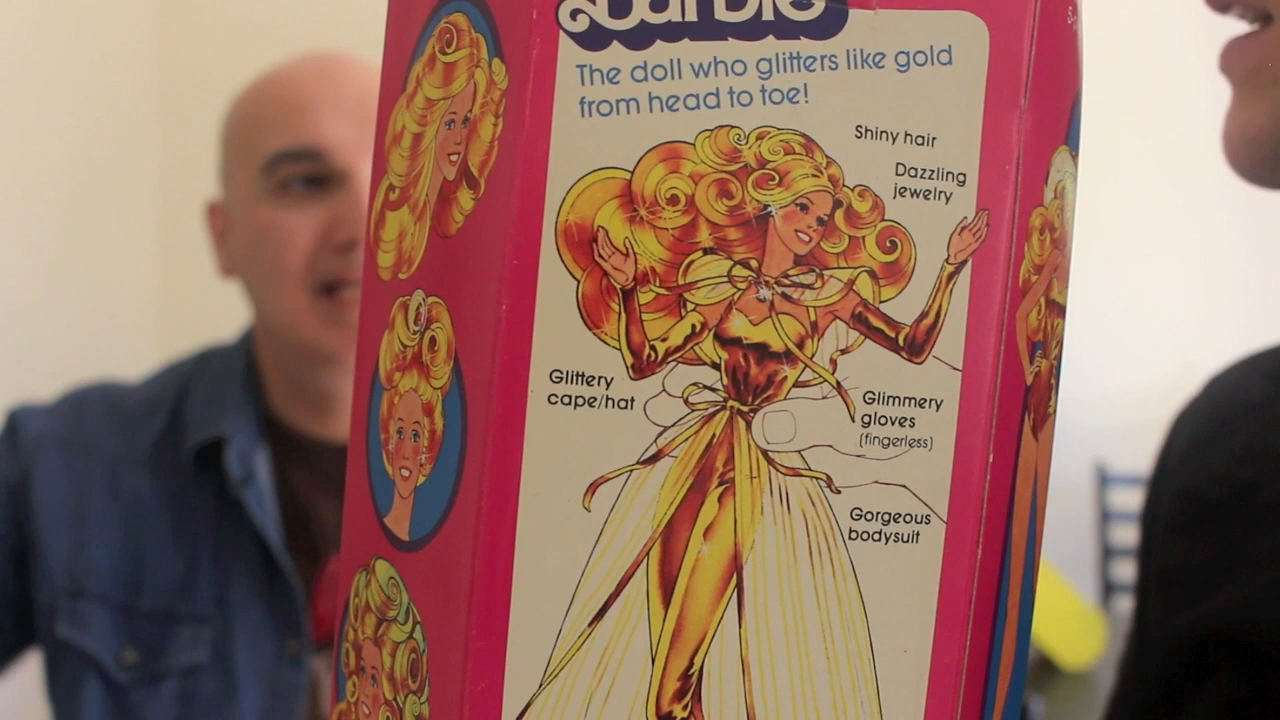 Barbie
The doll who glitters like gold
from head to toe!
Shiny hair
Dazzling
jewelry
Glittery
cape/hat
Glimmery
gloves
(fingerless)
Gorgeous
bodysuit